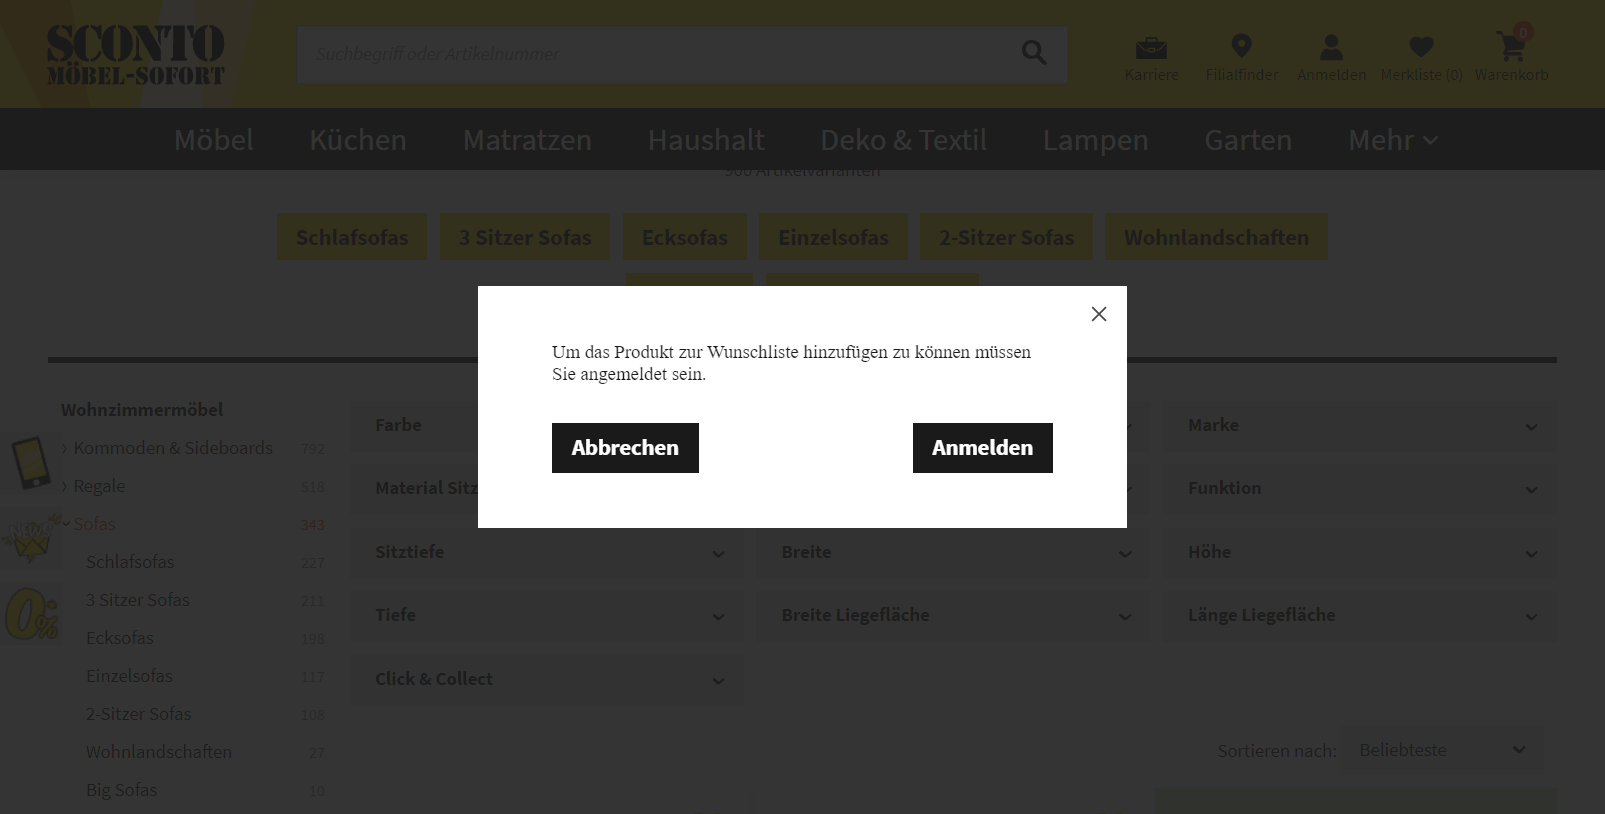 SCONTO
MÖBEL-SOFORT
Suchbegriff oder Artikelnummer
Karriere
Filialfinder
Anmelden
Merkliste (0)
0
Warenkorb
Möbel
Küchen
Matratzen
Haushalt
Deko & Textil
Lampen
Garten
Mehr
900 Artikelvarianten
Schlafsofas
3 Sitzer Sofas
Ecksofas
Einzelsofas
2-Sitzer Sofas
Wohnlandschaften
Um das Produkt zur Wunschliste hinzufügen zu können müssen
Sie angemeldet sein.
Abbrechen
Anmelden
Wohnzimmermöbel
Kommoden & Sideboards 792
Regale 518
Sofas 343
Schlafsofas 227
3 Sitzer Sofas 211
Ecksofas 198
Einzelsofas 117
2-Sitzer Sofas 108
Wohnlandschaften 27
Big Sofas 10
0%
Farbe
Marke
Material Sitz
Funktion
Sitztiefe
Breite
Höhe
Tiefe
Breite Liegefläche
Länge Liegefläche
Click & Collect
Sortieren nach: Beliebteste